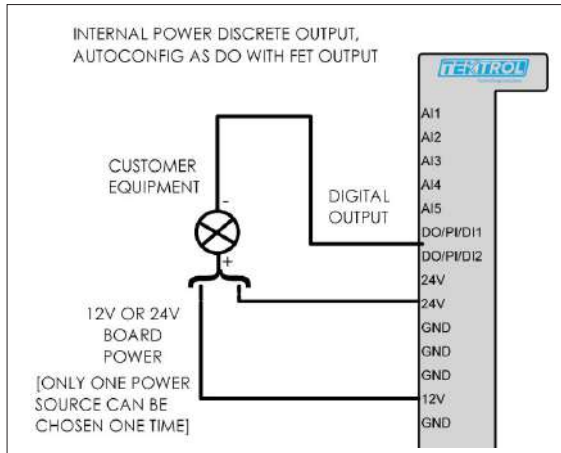 INTERNAL POWER DISCRETE OUTPUT,
AUTOCONFIG AS DO WITH FET OUTPUT
TEKTROL
CUSTOMER
EQUIPMENT
-
+
DIGITAL
OUTPUT
12V OR 24V
BOARD
POWER
[ONLY ONE POWER
SOURCE CAN BE
CHOSEN ONE TIME]
AI1
AI2
AI3
AI4
AI5
DO/PI/DI1
DO/PI/DI2
24V
24V
GND
GND
GND
12V
GND